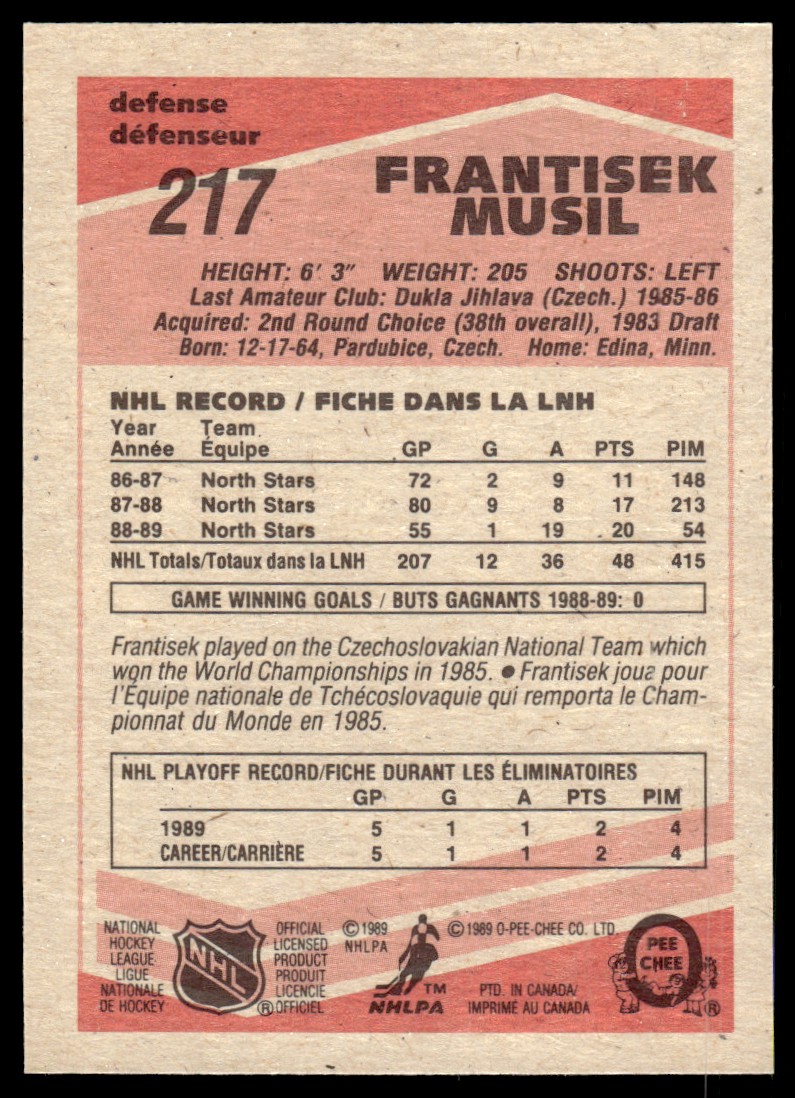 defense
défenseur
217
FRANTISEK
MUSIL
HEIGHT: 6' 3" WEIGHT: 205 SHOOTS: LEFT
Last Amateur Club: Dukla Jihlava (Czech.) 1985-86
Acquired: 2nd Round Choice (38th overall), 1983 Draft
Born: 12-17-64, Pardubice, Czech. Home: Edina, Minn.
NHL RECORD / FICHE DANS LA LNH
Year Team
Année Équipe GP G A PTS PIM
86-87 North Stars 72 2 9 11 148
87-88 North Stars 80 9 8 17 213
88-89 North Stars 55 1 19 20 54
NHL Totals/Totaux dans la LNH 207 12 36 48 415
GAME WINNING GOALS / BUTS GAGNANTS 1988-89: 0
Frantisek played on the Czechoslovakian National Team which
won the World Championships in 1985. ● Frantisek joua pour
l'Équipe nationale de Tchécoslovaquie qui remporta le Cham-
pionnat du Monde en 1985.
NHL PLAYOFF RECORD/FICHE DURANT LES ÉLIMINATOIRES
GP G A PTS PIM
1989 5 1 1 2 4
CAREER/CARRIÈRE 5 1 1 2 4
NATIONAL
HOCKEY
LEAGUE
LIGUE
NATIONALE
DE HOCKEY
NHL
®
OFFICIAL
LICENSED
PRODUCT
PRODUIT
LICENCIE
OFFICIEL
© 1989
NHLPA
TM
NHLPA
© 1989 O-PEE-CHEE CO. LTD.
PTD. IN CANADA/
IMPRIMÉ AU CANADA
PEE
CHEE
®